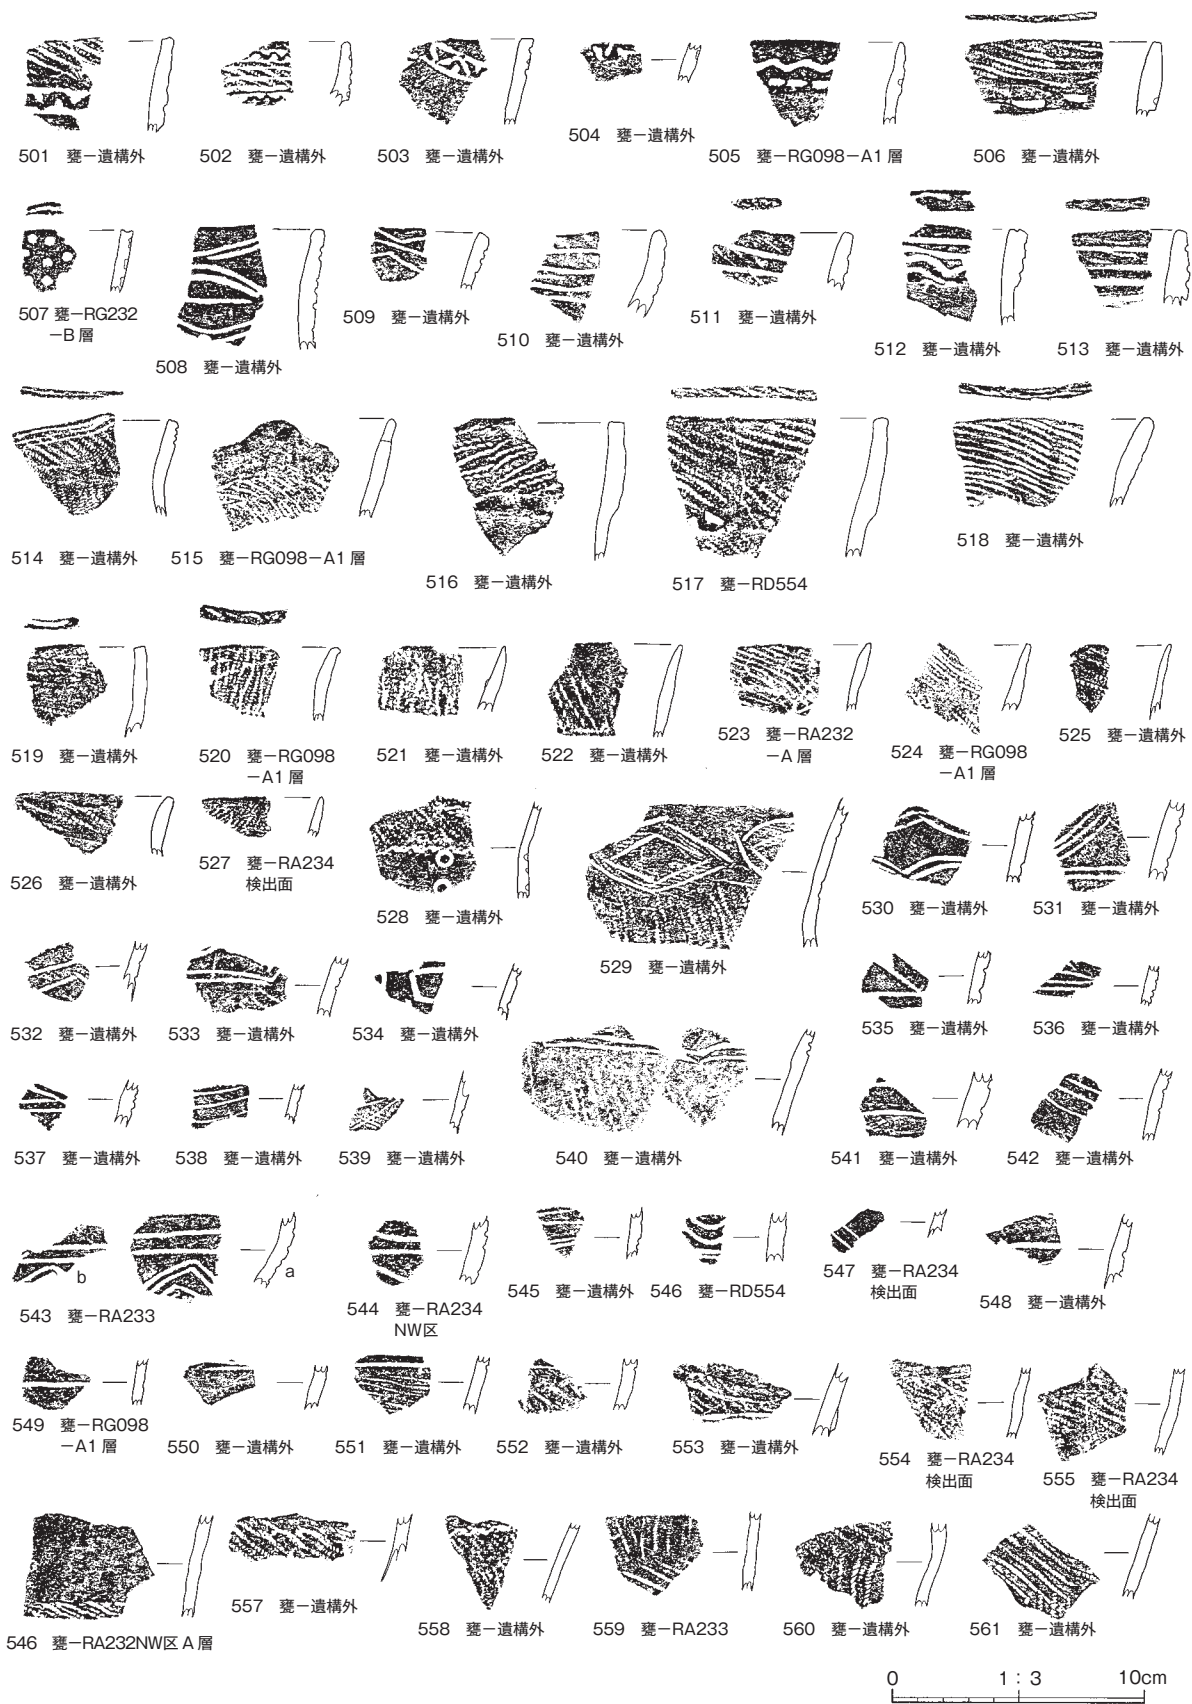 501 甕－遺構外
502 甕－遺構外
503 甕－遺構外
504 甕－遺構外
505 甕－RG098－A1層
506 甕－遺構外
507 甕－RG232
－B層
508 甕－遺構外
509 甕－遺構外
510 甕－遺構外
511 甕－遺構外
512 甕－遺構外
513 甕－遺構外
514 甕－遺構外
515 甕－RG098－A1層
516 甕－遺構外
517 甕－RD554
518 甕－遺構外
519 甕－遺構外
520 甕－RG098
－A1層
521 甕－遺構外
522 甕－遺構外
523 甕－RA232
－A層
524 甕－RG098
－A1層
525 甕－遺構外
526 甕－遺構外
527 甕－RA234
検出面
528 甕－遺構外
529 甕－遺構外
530 甕－遺構外
531 甕－遺構外
532 甕－遺構外
533 甕－遺構外
534 甕－遺構外
535 甕－遺構外
536 甕－遺構外
537 甕－遺構外
538 甕－遺構外
539 甕－遺構外
540 甕－遺構外
541 甕－遺構外
542 甕－遺構外
b
a
543 甕－RA233
544 甕－RA234
NW区
545 甕－遺構外
546 甕－RD554
547 甕－RA234
検出面
548 甕－遺構外
549 甕－RG098
－A1層
550 甕－遺構外
551 甕－遺構外
552 甕－遺構外
553 甕－遺構外
554 甕－RA234
検出面
555 甕－RA234
検出面
546 甕－RA232NW区A層
557 甕－遺構外
558 甕－遺構外
559 甕－RA233
560 甕－遺構外
561 甕－遺構外
0 1：3 10cm